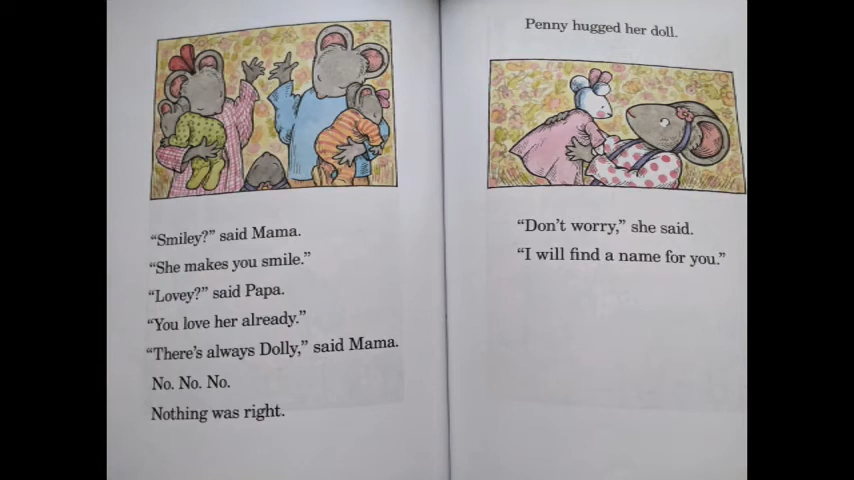 “Smiley?” said Mama.
“She makes you smile.”
“Lovey?” said Papa.
“You love her already.”
“There’s always Dolly,” said Mama.
No. No. No.
Nothing was right.
Penny hugged her doll.
“Don’t worry,” she said.
“I will find a name for you.”